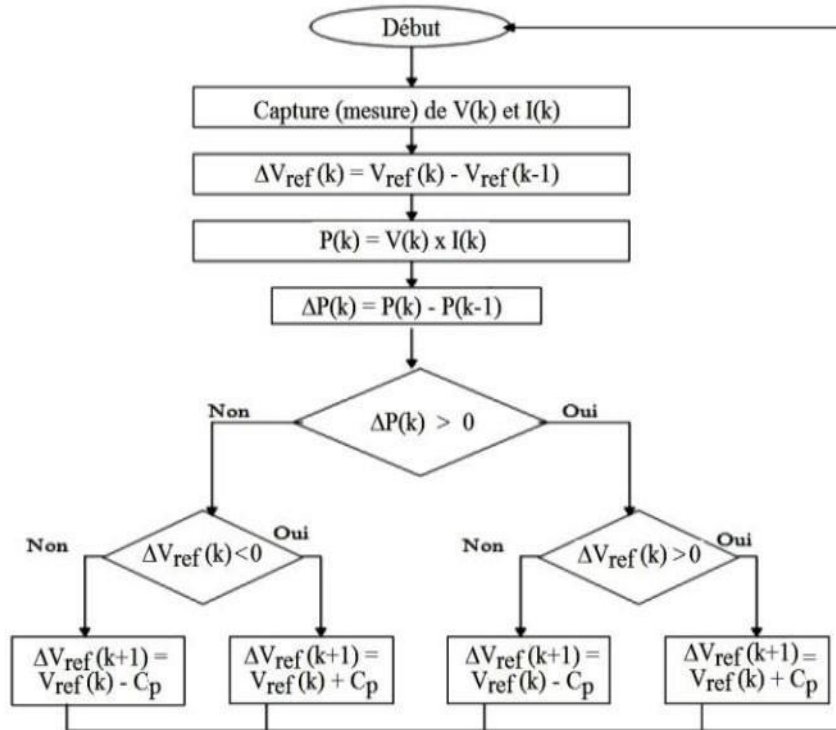 Début
Capture (mesure) de V(k) et I(k)
ΔVref(k) = Vref(k) - Vref(k-1)
P(k) = V(k) x I(k)
ΔP(k) = P(k) - P(k-1)
Non
ΔP(k) > 0
Oui
Non
ΔVref(k)<0
Oui
Non
ΔVref(k)>0
Oui
ΔVref(k+1) =
Vref(k) - Cp
ΔVref(k+1) =
Vref(k) + Cp
ΔVref(k+1) =
Vref(k) - Cp
ΔVref(k+1) =
Vref(k) + Cp